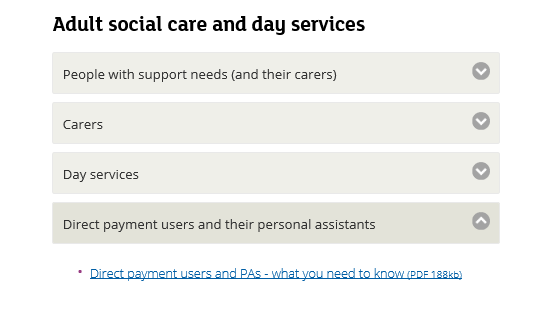 Adult social care and day services
People with support needs (and their carers)
Carers
Day services
Direct payment users and their personal assistants
Direct payment users and PAs - what you need to know (PDF 188kb)